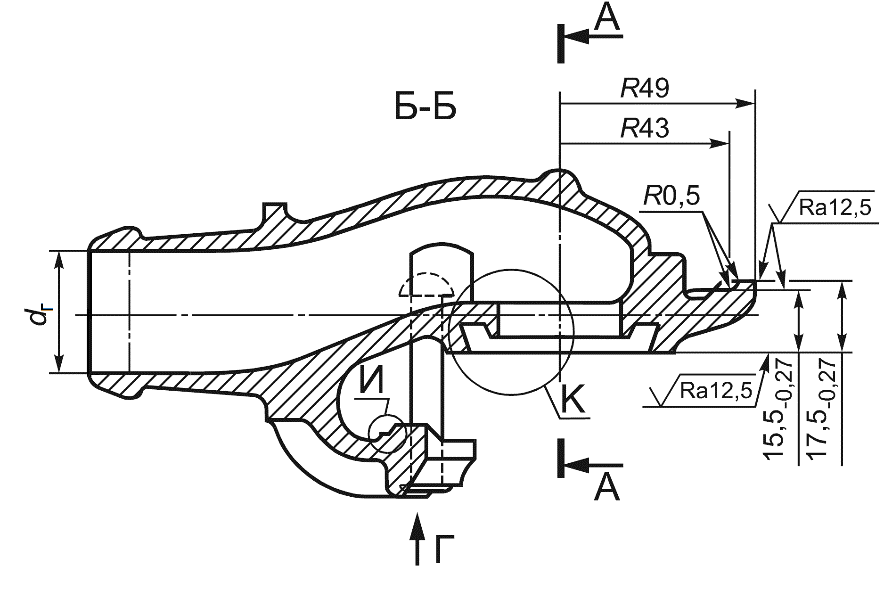 А
Б-Б
R49
R43
R0,5
Ra12,5
dг
И
К
Ra12,5
15,5-0,27
17,5-0,27
А
Г